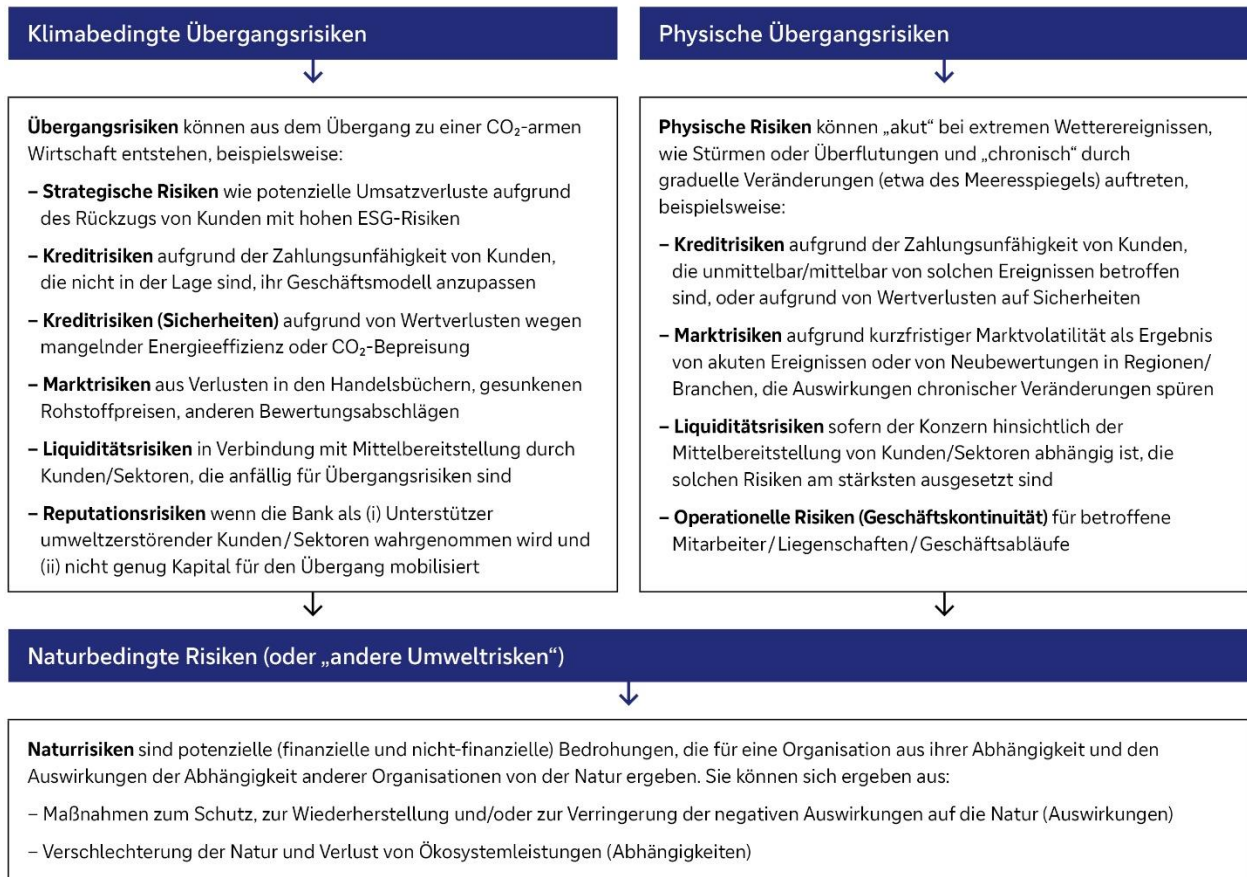 Klimabedingte Übergangsrisiken
Übergangsrisiken können aus dem Übergang zu einer CO₂-armen
Wirtschaft entstehen, beispielsweise:
– Strategische Risiken wie potenzielle Umsatzverluste aufgrund
des Rückzugs von Kunden mit hohen ESG-Risiken
– Kreditrisiken aufgrund der Zahlungsunfähigkeit von Kunden,
die nicht in der Lage sind, ihr Geschäftsmodell anzupassen
– Kreditrisiken (Sicherheiten) aufgrund von Wertverlusten wegen
mangelnder Energieeffizienz oder CO₂-Bepreisung
– Marktrisiken aus Verlusten in den Handelsbüchern, gesunkenen
Rohstoffpreisen, anderen Bewertungsabschlägen
– Liquiditätsrisiken in Verbindung mit Mittelbereitstellung durch
Kunden/Sektoren, die anfällig für Übergangsrisiken sind
– Reputationsrisiken wenn die Bank als (i) Unterstützer
umweltzerstörender Kunden/Sektoren wahrgenommen wird und
(ii) nicht genug Kapital für den Übergang mobilisiert
Physische Übergangsrisiken
Physische Risiken können „akut“ bei extremen Wetterereignissen,
wie Stürmen oder Überflutungen und „chronisch“ durch
graduelle Veränderungen (etwa des Meeresspiegels) auftreten,
beispielsweise:
– Kreditrisiken aufgrund der Zahlungsunfähigkeit von Kunden,
die unmittelbar/mittelbar von solchen Ereignissen betroffen
sind, oder aufgrund von Wertverlusten auf Sicherheiten
– Marktrisiken aufgrund kurzfristiger Marktvolatilität als Ergebnis
von akuten Ereignissen oder von Neubewertungen in Regionen/
Branchen, die Auswirkungen chronischer Veränderungen spüren
– Liquiditätsrisiken sofern der Konzern hinsichtlich der
Mittelbereitstellung von Kunden/Sektoren abhängig ist, die
solchen Risiken am stärksten ausgesetzt sind
– Operationelle Risiken (Geschäftskontinuität) für betroffene
Mitarbeiter/Liegenschaften/Geschäftsabläufe
Naturbedingte Risiken (oder „andere Umweltrisken“)
Naturrisiken sind potenzielle (finanzielle und nicht-finanzielle) Bedrohungen, die für eine Organisation aus ihrer Abhängigkeit und den
Auswirkungen der Abhängigkeit anderer Organisationen von der Natur ergeben. Sie können sich ergeben aus:
– Maßnahmen zum Schutz, zur Wiederherstellung und/oder zur Verringerung der negativen Auswirkungen auf die Natur (Auswirkungen)
– Verschlechterung der Natur und Verlust von Ökosystemleistungen (Abhängigkeiten)